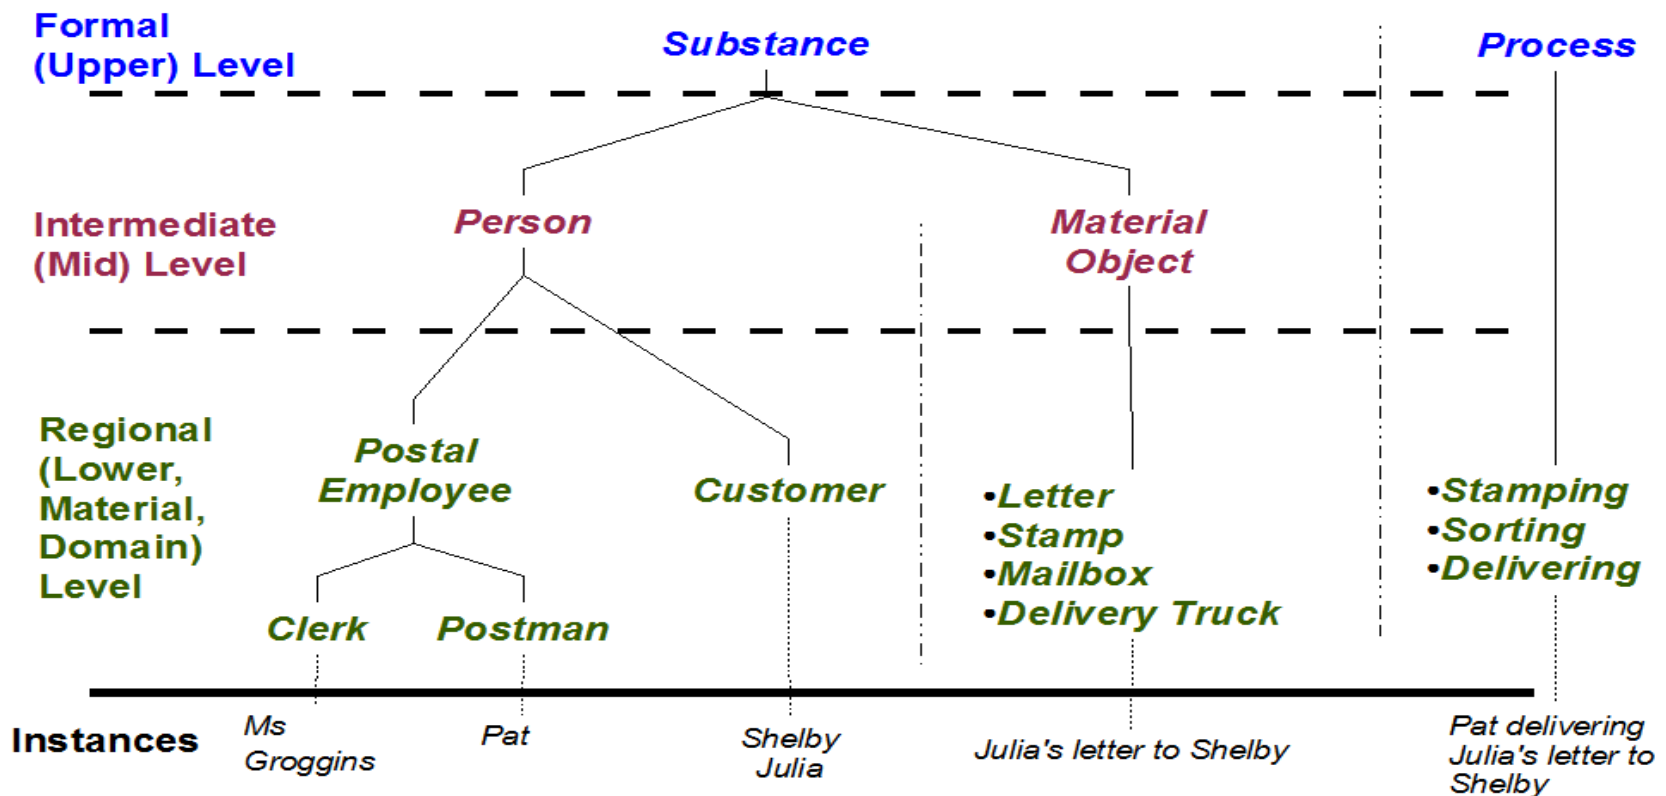 Formal
(Upper) Level
Substance
Process
Intermediate
(Mid) Level
Person
Material
Object
Regional
(Lower,
Material,
Domain)
Level
Postal
Employee
Customer
•Letter
•Stamp
•Mailbox
•Delivery Truck
•Stamping
•Sorting
•Delivering
Clerk
Postman
Instances
Ms
Groggins
Pat
Shelby
Julia
Julia's letter to Shelby
Pat delivering
Julia's letter to
Shelby